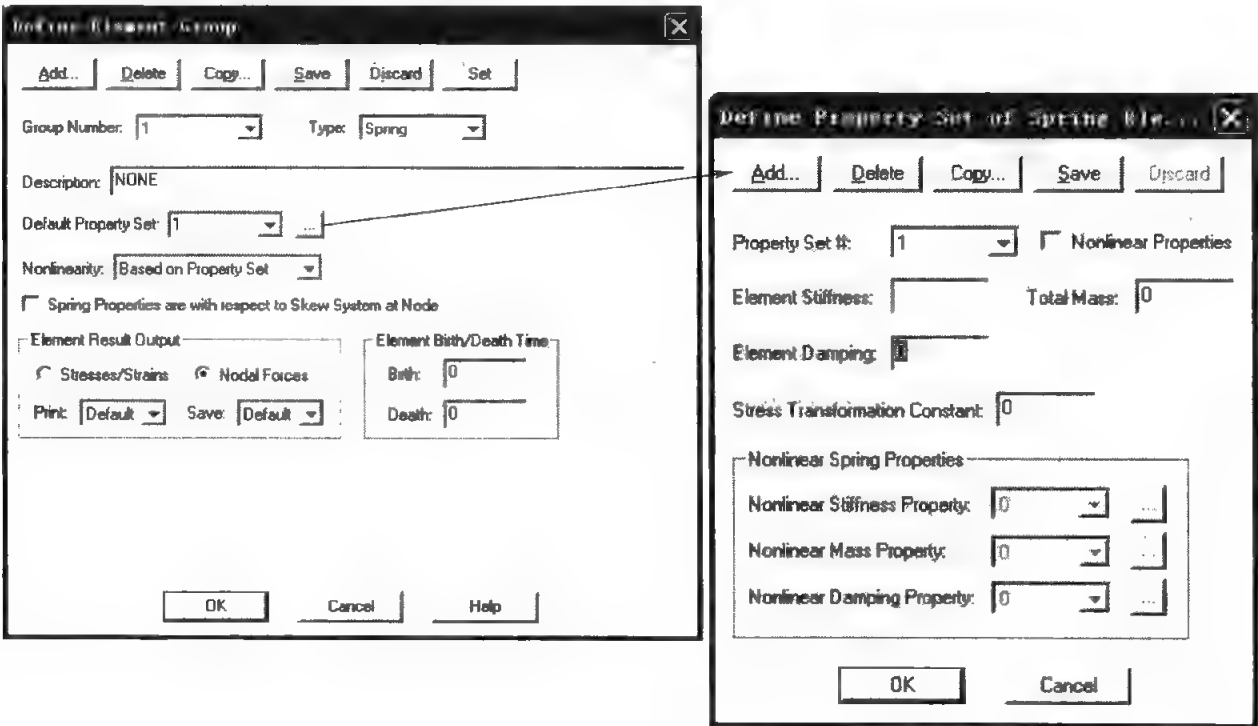 Define Element Group
Add... Delete Copy... Save Discard Set
Group Number: 1 Type: Spring
Description: NONE
Default Property Set: 1 ...
Nonlinearity: Based on Property Set
Spring Properties are with respect to Skew System at Node
Element Result Output
Stresses/Strains Nodal Forces
Print: Default Save: Default
Element Birth/Death Time
Birth: 0
Death: 0
OK Cancel Help
Define Property Set of Spring Ele...
Add... Delete Copy... Save Discard
Property Set #: 1 Nonlinear Properties
Element Stiffness: Total Mass: 0
Element Damping:
Stress Transformation Constant: 0
Nonlinear Spring Properties
Nonlinear Stiffness Property: 0 ...
Nonlinear Mass Property: 0 ...
Nonlinear Damping Property: 0 ...
OK Cancel